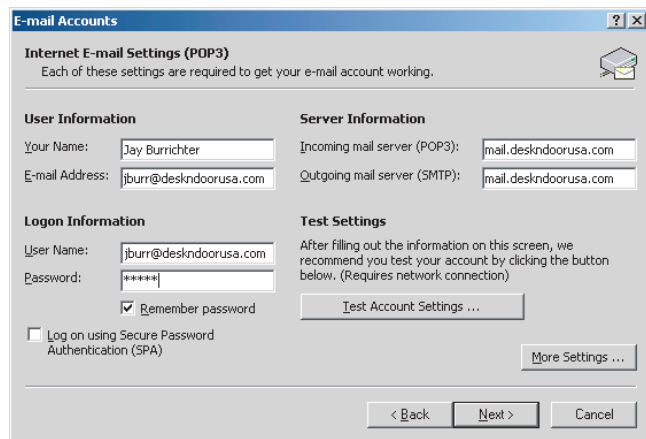 E-mail Accounts
Internet E-mail Settings (POP3)
Each of these settings are required to get your e-mail account working.
User Information
Your Name: Jay Burrichter
E-mail Address: jburr@deskndoorusa.com
Server Information
Incoming mail server (POP3): mail.deskndoorusa.com
Outgoing mail server (SMTP): mail.deskndoorusa.com
Logon Information
User Name: jburr@deskndoorusa.com
Password: *****
Remember password
Log on using Secure Password
Authentication (SPA)
Test Settings
After filling out the information on this screen, we
recommend you test your account by clicking the button
below. (Requires network connection)
Test Account Settings ...
More Settings ...
< Back
Next >
Cancel